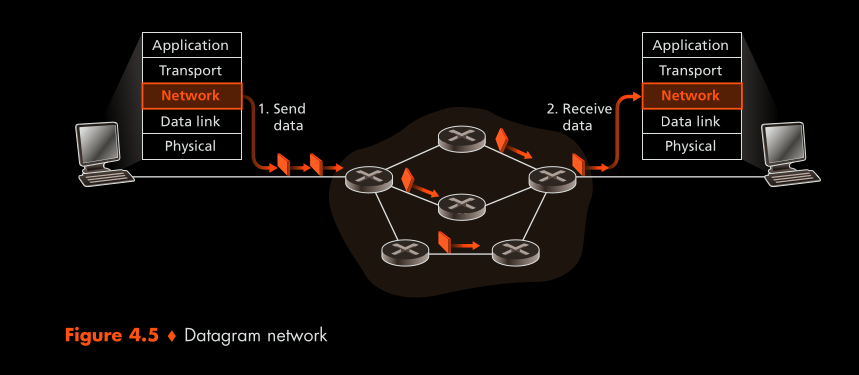 Application
Transport
Network
Data link
Physical
1. Send
data
2. Receive
data
Application
Transport
Network
Data link
Physical
Figure 4.5 ♦ Datagram network